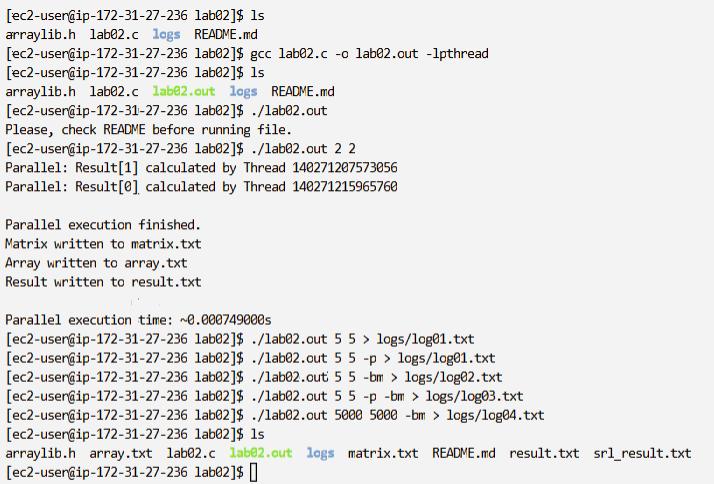 [ec2-user@ip-172-31-27-236 lab02]$ ls
arraylib.h  lab02.c  logs  README.md
[ec2-user@ip-172-31-27-236 lab02]$ gcc lab02.c -o lab02.out -lpthread
[ec2-user@ip-172-31-27-236 lab02]$ ls
arraylib.h  lab02.c  lab02.out  logs  README.md
[ec2-user@ip-172-31-27-236 lab02]$ ./lab02.out
Please, check README before running file.
[ec2-user@ip-172-31-27-236 lab02]$ ./lab02.out 2 2
Parallel: Result[1] calculated by Thread 140271207573056
Parallel: Result[0] calculated by Thread 140271215965760
Parallel execution finished.
Matrix written to matrix.txt
Array written to array.txt
Result written to result.txt
Parallel execution time: ~0.000749000s
[ec2-user@ip-172-31-27-236 lab02]$ ./lab02.out 5 5 > logs/log01.txt
[ec2-user@ip-172-31-27-236 lab02]$ ./lab02.out 5 5 -p > logs/log01.txt
[ec2-user@ip-172-31-27-236 lab02]$ ./lab02.out 5 5 -bm > logs/log02.txt
[ec2-user@ip-172-31-27-236 lab02]$ ./lab02.out 5 5 -p -bm > logs/log03.txt
[ec2-user@ip-172-31-27-236 lab02]$ ./lab02.out 5000 5000 -bm > logs/log04.txt
[ec2-user@ip-172-31-27-236 lab02]$ ls
arraylib.h  array.txt  lab02.c  lab02.out  logs  matrix.txt  README.md  result.txt  srl_result.txt
[ec2-user@ip-172-31-27-236 lab02]$